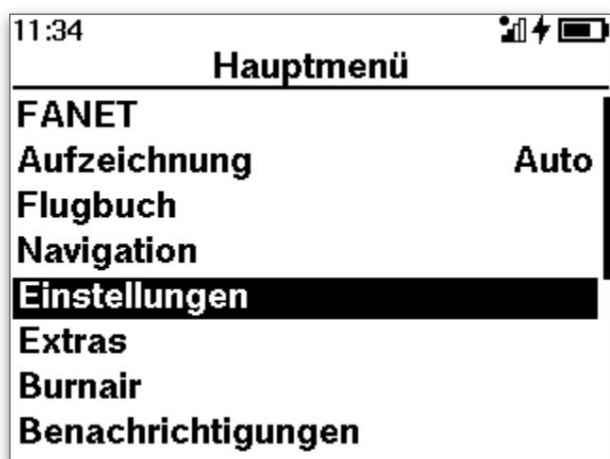 11:34
Hauptmenü
FANET
Aufzeichnung Auto
Flugbuch
Navigation
Einstellungen
Extras
Burnair
Benachrichtigungen